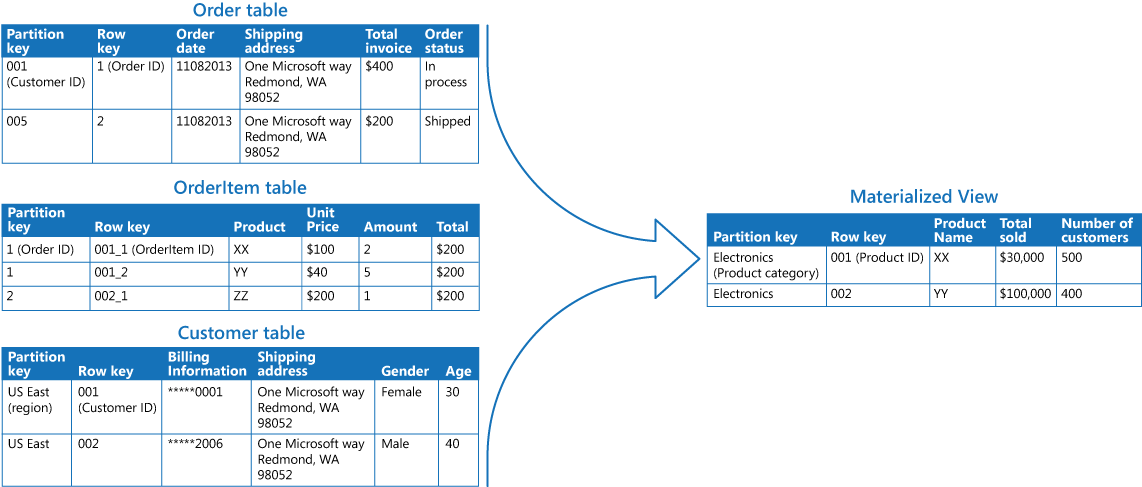 Order table
Partition key | Row key | Order date | Shipping address | Total invoice | Order status
001 (Customer ID) | 1 (Order ID) | 11082013 | One Microsoft way Redmond, WA 98052 | $400 | In process
005 | 2 | 11082013 | One Microsoft way Redmond, WA 98052 | $200 | Shipped
OrderItem table
Partition key | Row key | Product | Unit Price | Amount | Total
1 (Order ID) | 001_1 (OrderItem ID) | XX | $100 | 2 | $200
1 | 001_2 | YY | $40 | 5 | $200
2 | 002_1 | ZZ | $200 | 1 | $200
Customer table
Partition key | Row key | Billing Information | Shipping address | Gender | Age
US East (region) | 001 (Customer ID) | *****0001 | One Microsoft way Redmond, WA 98052 | Female | 30
US East | 002 | *****2006 | One Microsoft way Redmond, WA 98052 | Male | 40
Materialized View
Partition key | Row key | Product Name | Total sold | Number of customers
Electronics (Product category) | 001 (Product ID) | XX | $30,000 | 500
Electronics | 002 | YY | $100,000 | 400